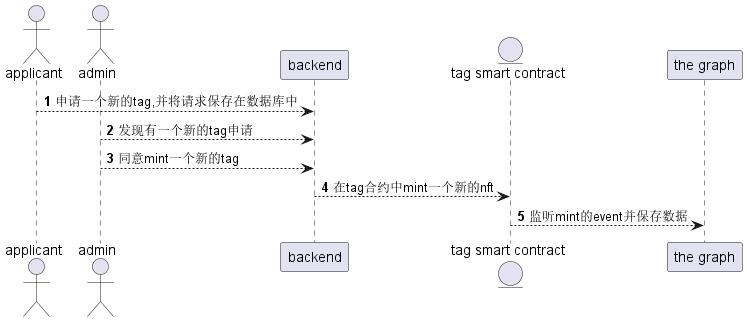 applicant
admin
backend
tag smart contract
the graph
1 申请一个新的tag,并将请求保存在数据库中
2 发现有一个新的tag申请
3 同意mint一个新的tag
4 在tag合约中mint一个新的nft
5 监听mint的event并保存数据
applicant
admin
backend
tag smart contract
the graph